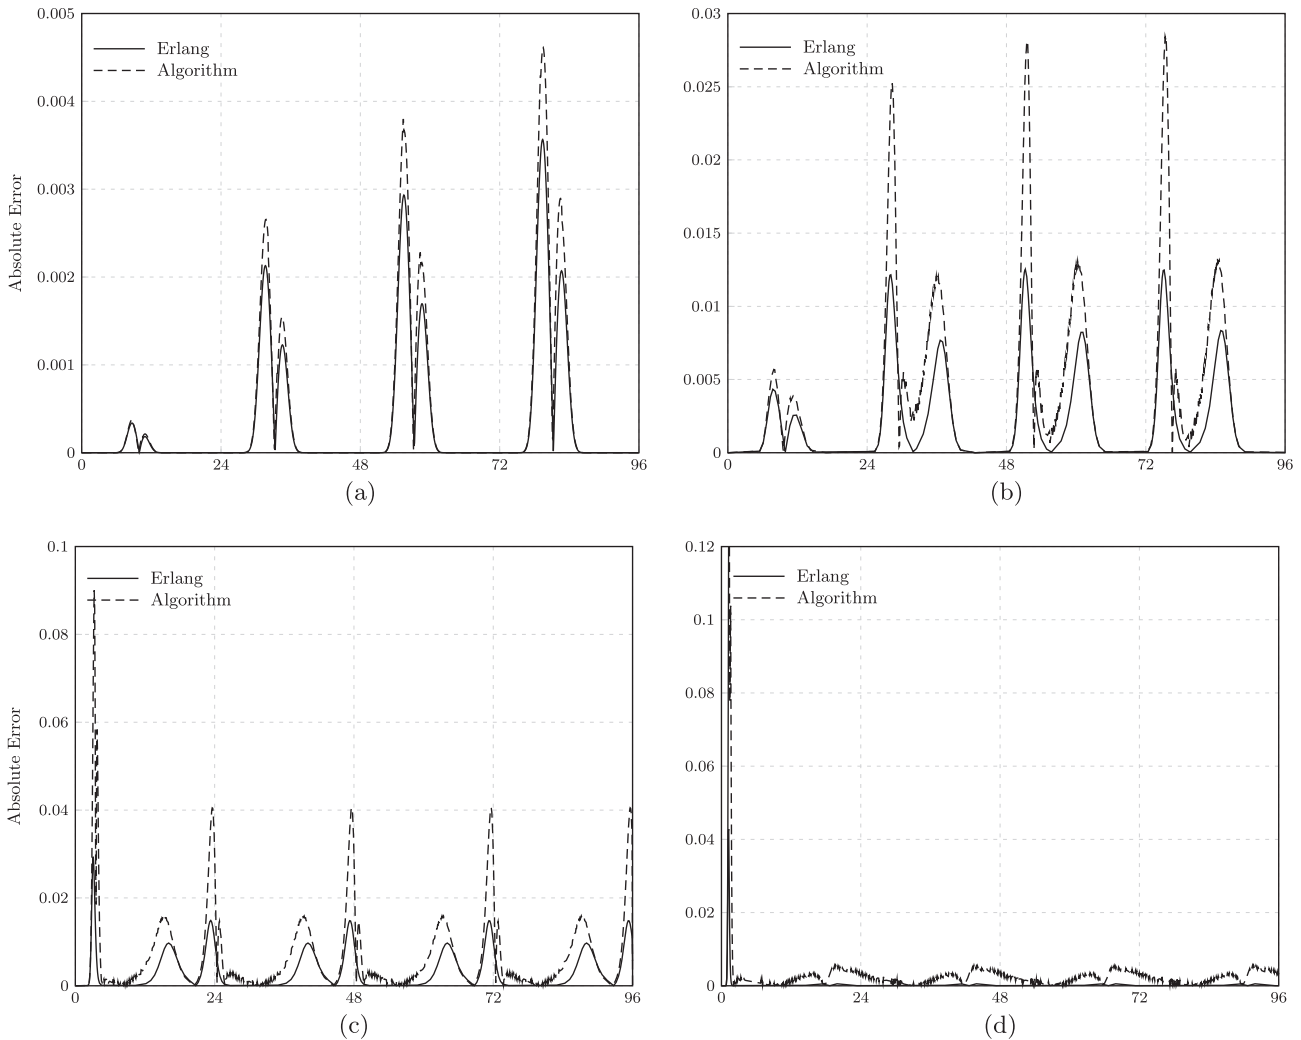 0.005
0.004
0.003
0.002
0.001
0
Absolute Error
Erlang
Algorithm
0 24 48 72 96
(a)
0.03
0.025
0.02
0.015
0.01
0.005
0
Erlang
Algorithm
0 24 48 72 96
(b)
0.1
0.08
0.06
0.04
0.02
0
Absolute Error
Erlang
Algorithm
0 24 48 72 96
(c)
0.12
0.1
0.08
0.06
0.04
0.02
0
Erlang
Algorithm
0 24 48 72 96
(d)